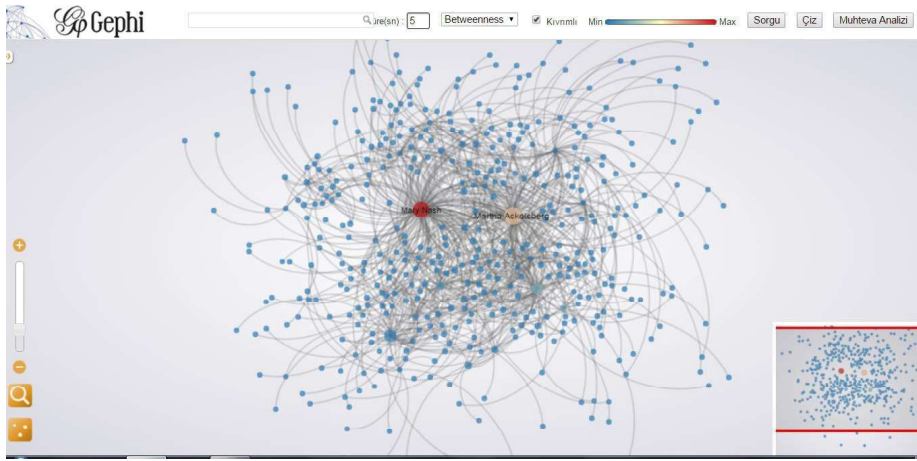 Gephi
üre(sn) : 5 Betweenness Kıvrımlı Min Max Sorgu Çiz Muhteva Analizi
Mary Nash
Martha Ackelsberg